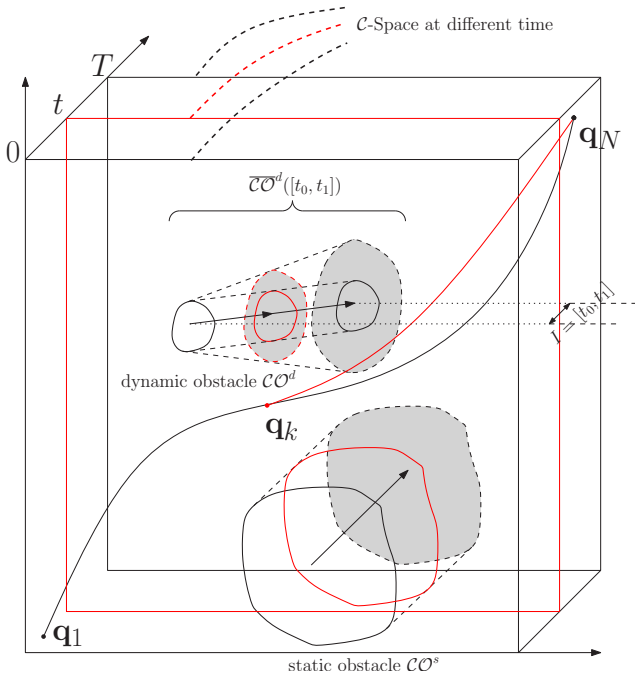 𝒞-Space at different time
T
t
0
𝐪_N
\overline{𝒞𝒪}^d([t_0, t_1])
I = [t_0, t_1]
dynamic obstacle 𝒞𝒪^d
𝐪_k
𝐪_1
static obstacle 𝒞𝒪^s